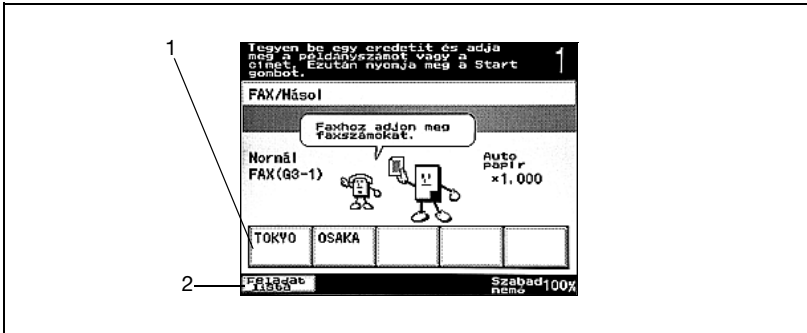 1
Tegyen be egy eredetit és adja
meg a példányszámot vagy a
címet. Ezután nyomja meg a Start
gombot.
1
FAX/Másol
Faxhoz adjon meg
faxszámokat.
Normál
FAX(G3-1)
Auto
papír
×1.000
TOKYO OSAKA
2
Feladat
lista
Szabad
memó 100%